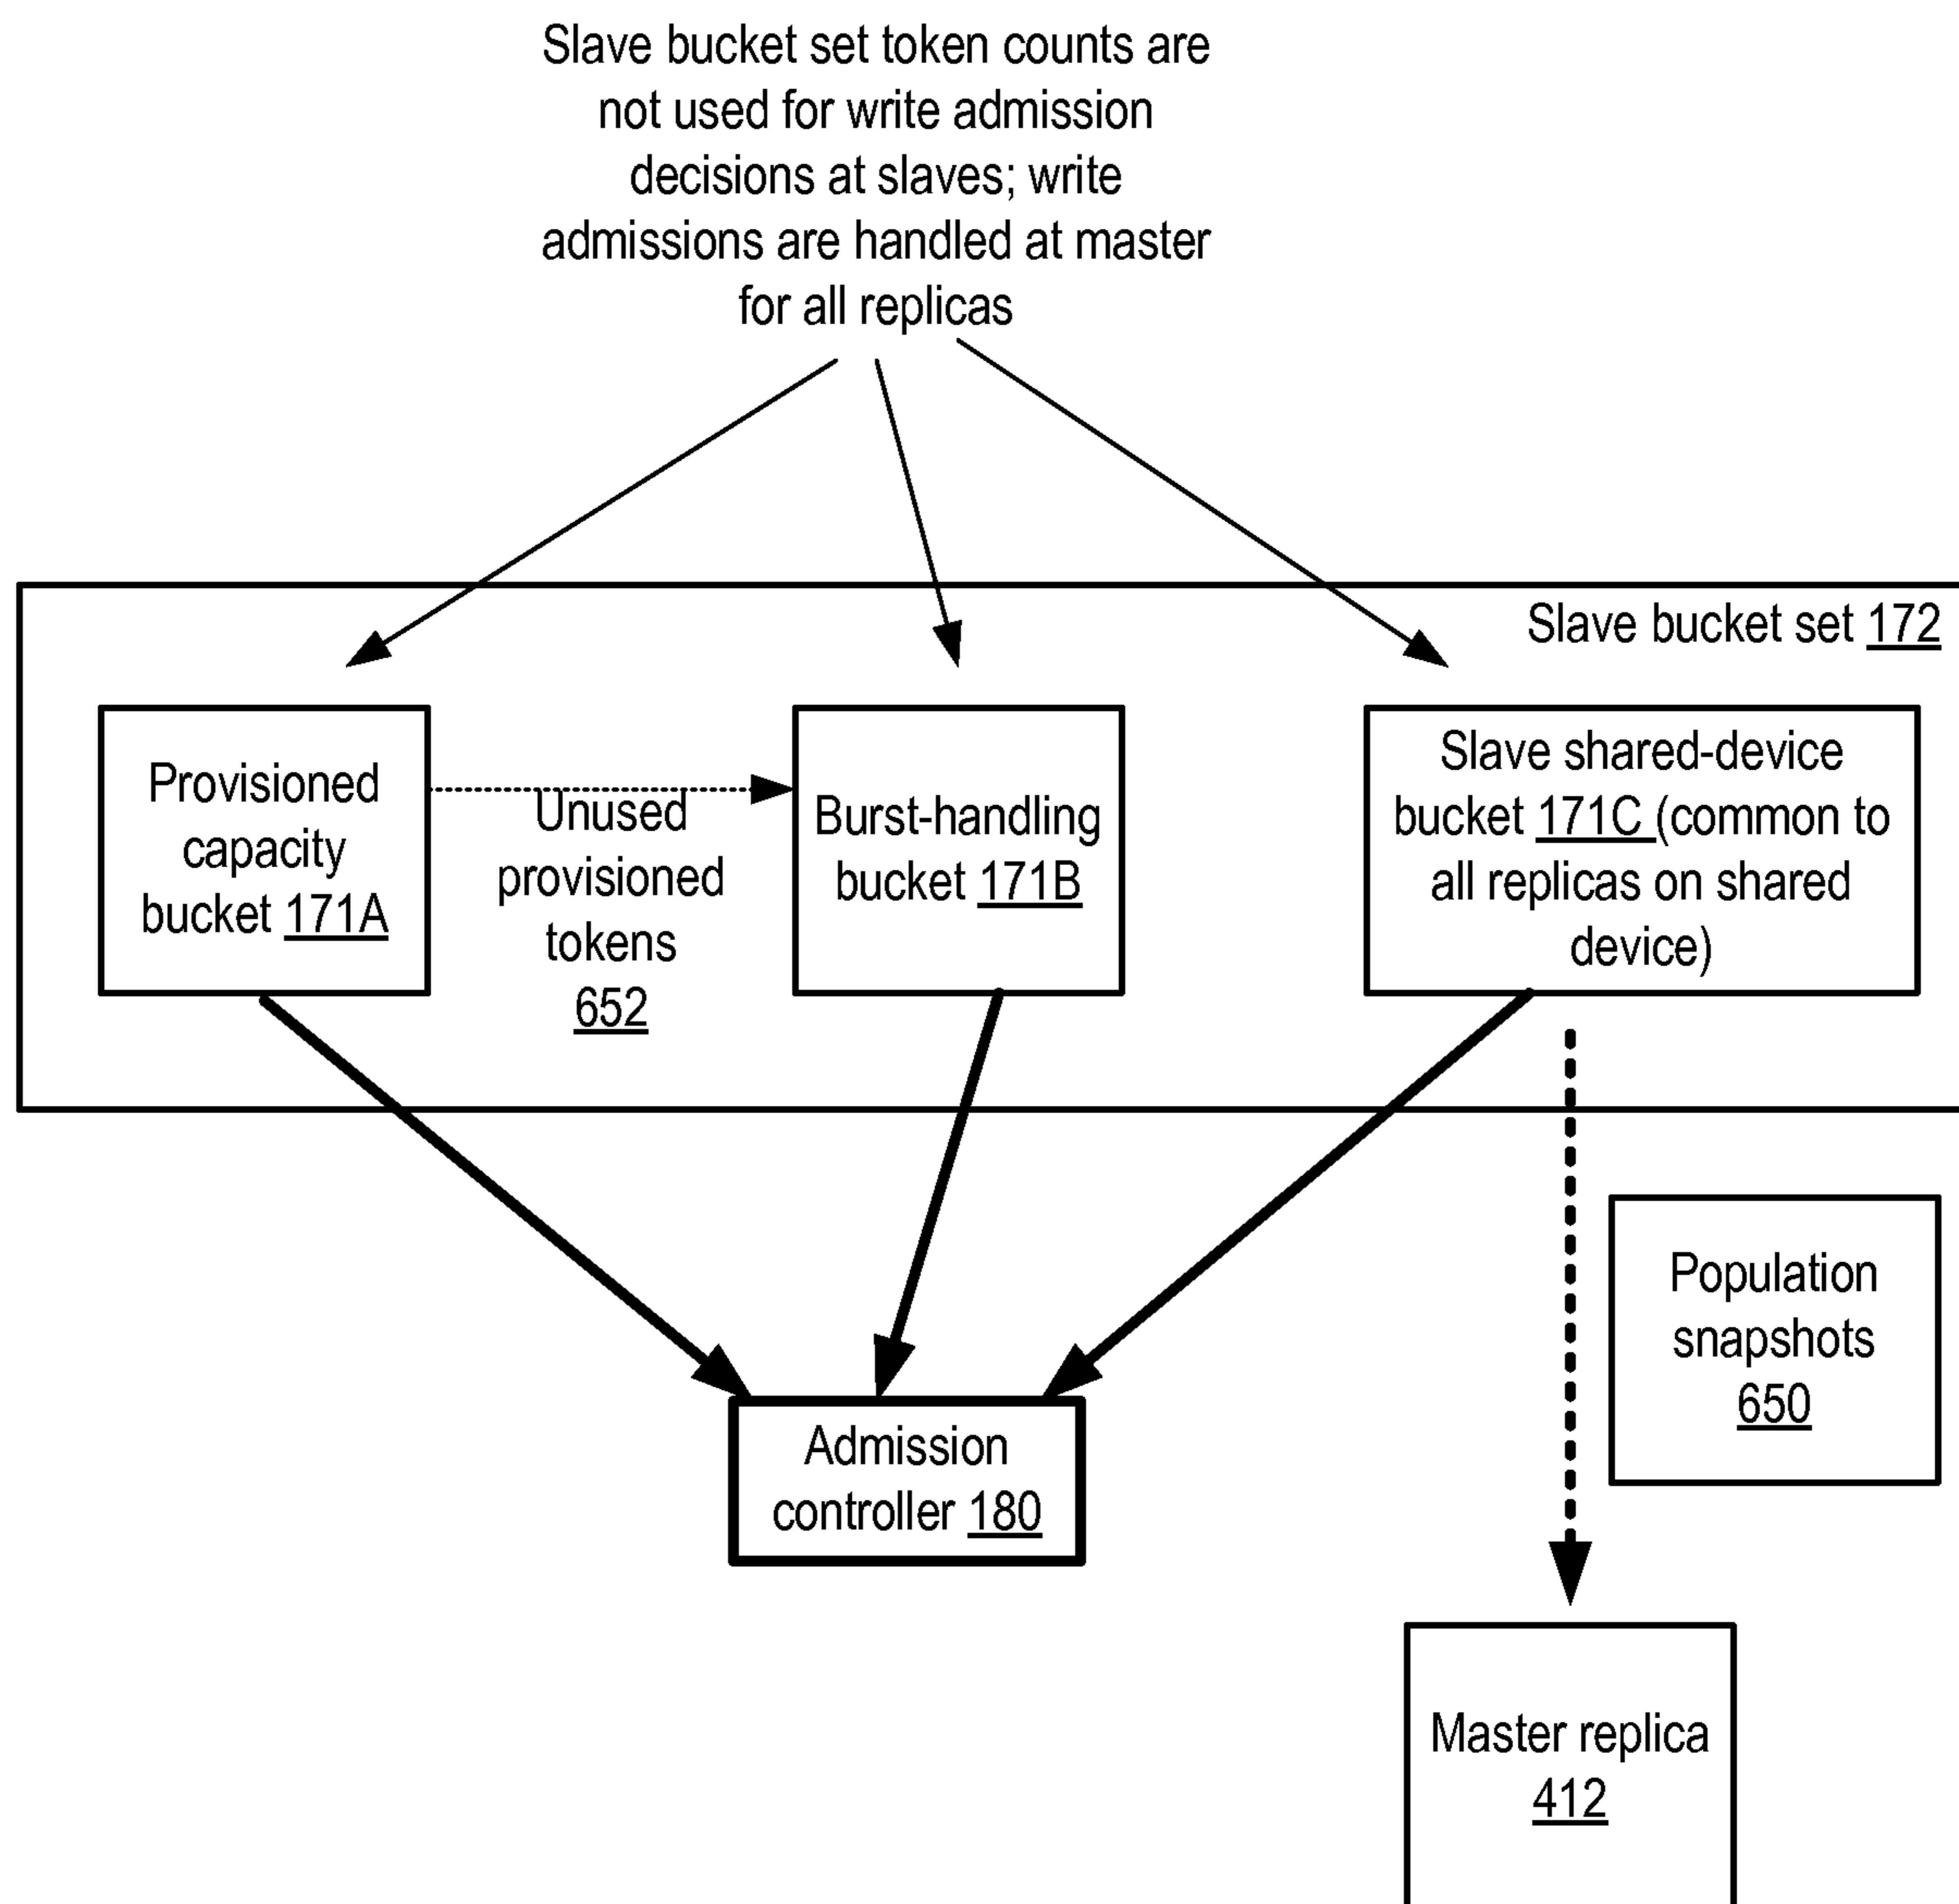 Slave bucket set token counts are
not used for write admission
decisions at slaves; write
admissions are handled at master
for all replicas
Slave bucket set 172
Provisioned
capacity
bucket 171A
Unused
provisioned
tokens
652
Burst-handling
bucket 171B
Slave shared-device
bucket 171C (common to
all replicas on shared
device)
Population
snapshots
650
Admission
controller 180
Master replica
412